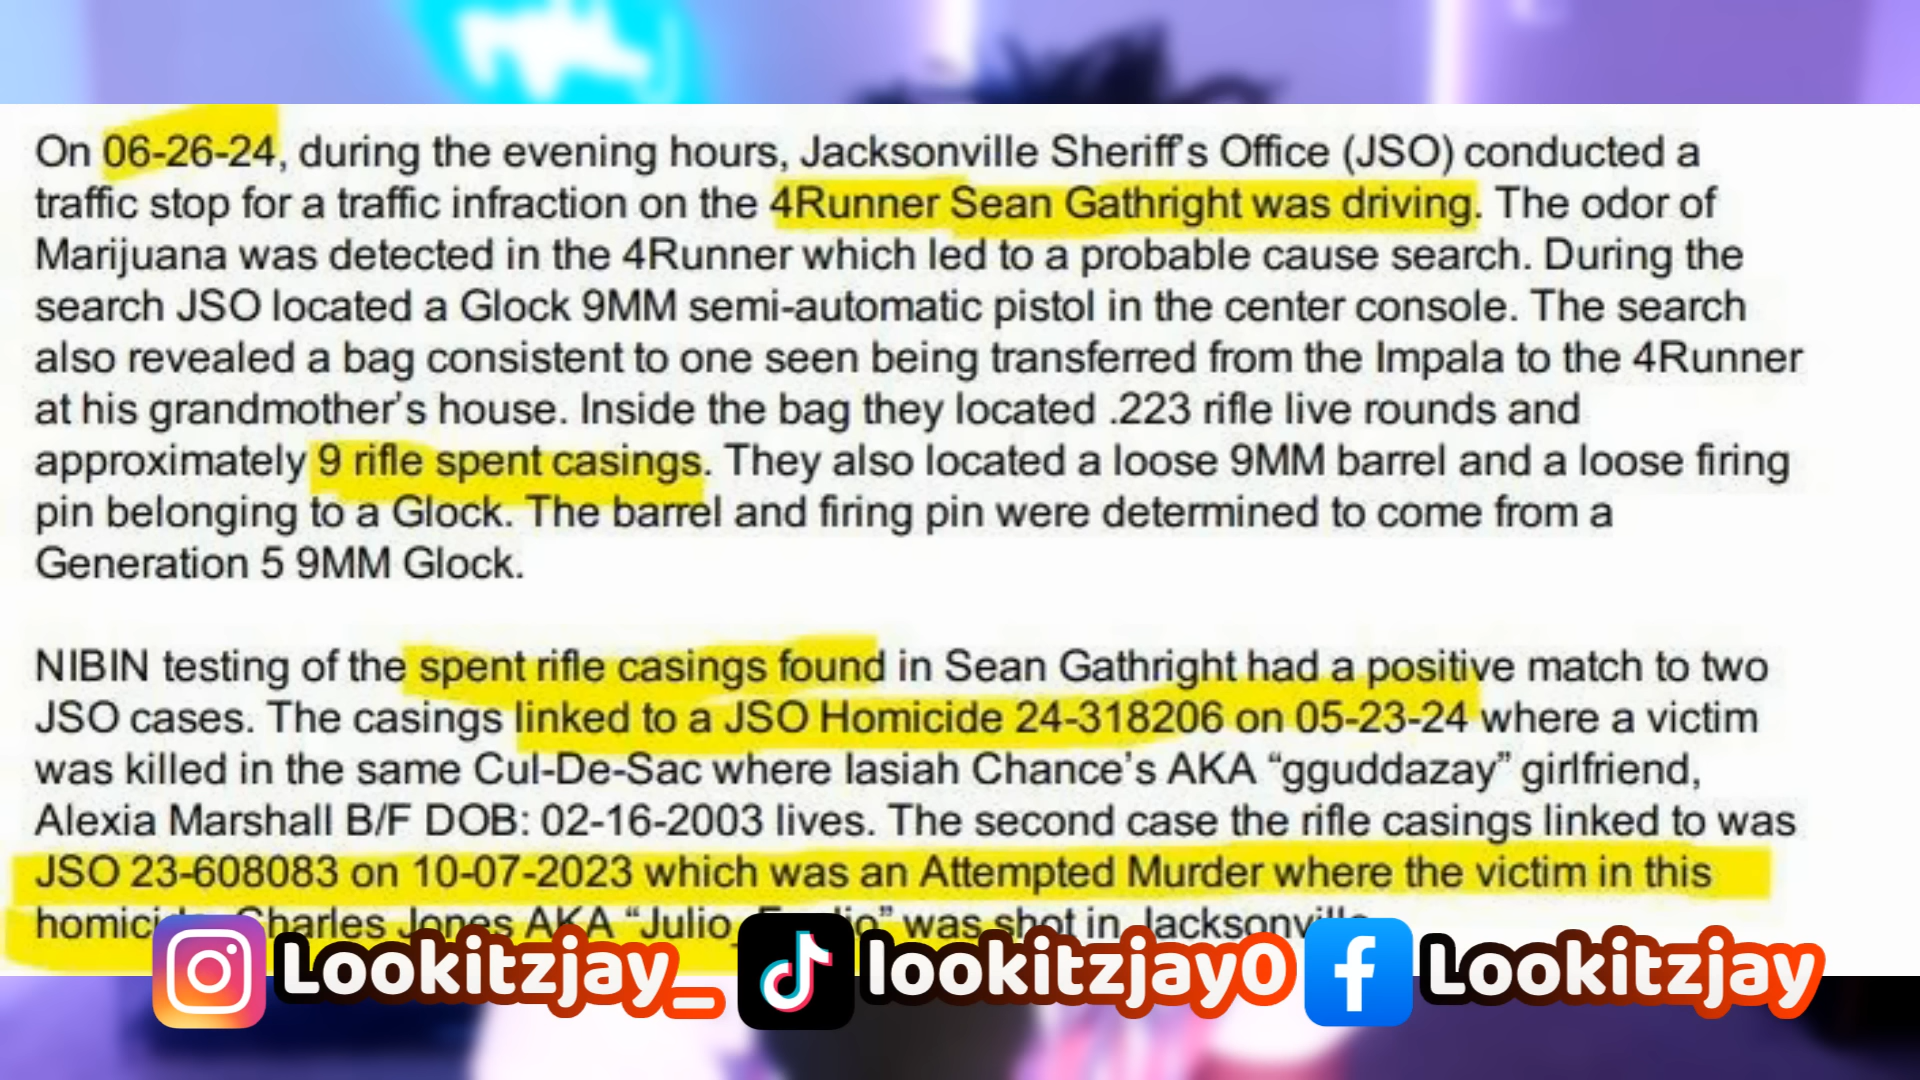 On 06-26-24, during the evening hours, Jacksonville Sheriff's Office (JSO) conducted a
traffic stop for a traffic infraction on the 4Runner Sean Gathright was driving. The odor of
Marijuana was detected in the 4Runner which led to a probable cause search. During the
search JSO located a Glock 9MM semi-automatic pistol in the center console. The search
also revealed a bag consistent to one seen being transferred from the Impala to the 4Runner
at his grandmother's house. Inside the bag they located .223 rifle live rounds and
approximately 9 rifle spent casings. They also located a loose 9MM barrel and a loose firing
pin belonging to a Glock. The barrel and firing pin were determined to come from a
Generation 5 9MM Glock.
NIBIN testing of the spent rifle casings found in Sean Gathright had a positive match to two
JSO cases. The casings linked to a JSO Homicide 24-318206 on 05-23-24 where a victim
was killed in the same Cul-De-Sac where Iasiah Chance's AKA “gguddazay” girlfriend,
Alexia Marshall B/F DOB: 02-16-2003 lives. The second case the rifle casings linked to was
JSO 23-608083 on 10-07-2023 which was an Attempted Murder where the victim in this
Charles Jones AKA was shot in Jacksonville
Lookitzjay_ lookitzjay0 Lookitzjay